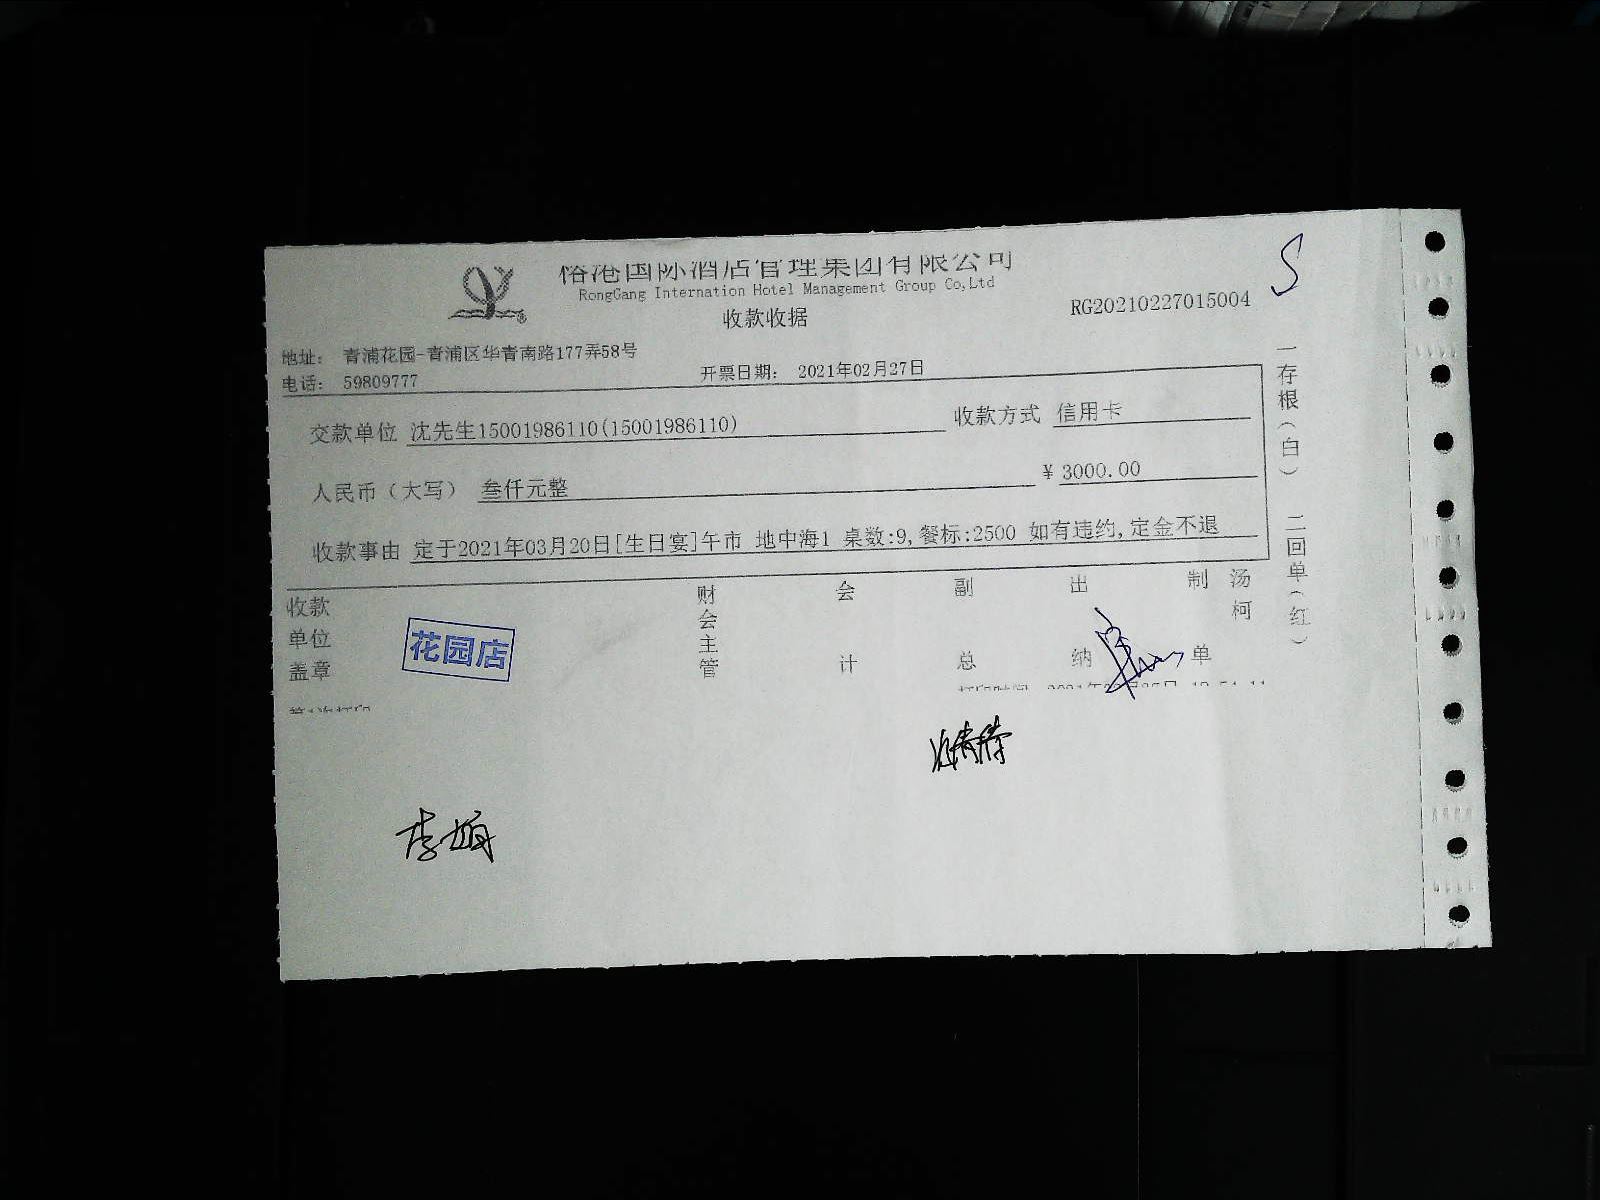 榕港国际酒店管理集团有限公司
RongGang Internation Hotel Management Group Co,Ltd
收款收据
RG20210227015004
S
地址: 青浦花园-青浦区华青南路177弄58号
电话: 59809777
开票日期: 2021年02月27日
交款单位 沈先生15001986110(15001986110)
收款方式 信用卡
人民币(大写) 叁仟元整
¥ 3000.00
收款事由 定于2021年03月20日[生日宴]午市 地中海1 桌数:9,餐标:2500 如有违约,定金不退
一存根(白) 二回单(红)
收款单位盖章
花园店
财会主管
会计
副总
出纳
制单
汤柯
第1次打印
打印时间